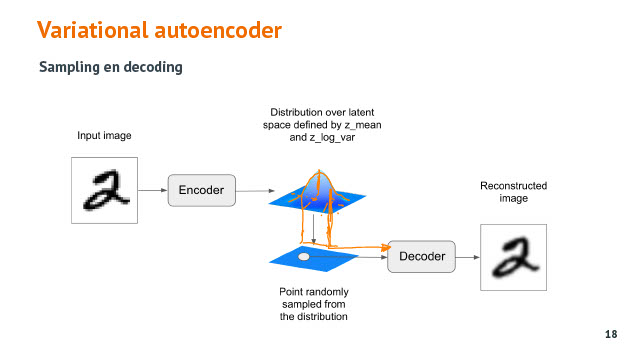 Variational autoencoder
Sampling en decoding
Distribution over latent
space defined by z_mean
and z_log_var
Input image
Encoder
Reconstructed
image
Decoder
Point randomly
sampled from
the distribution
18